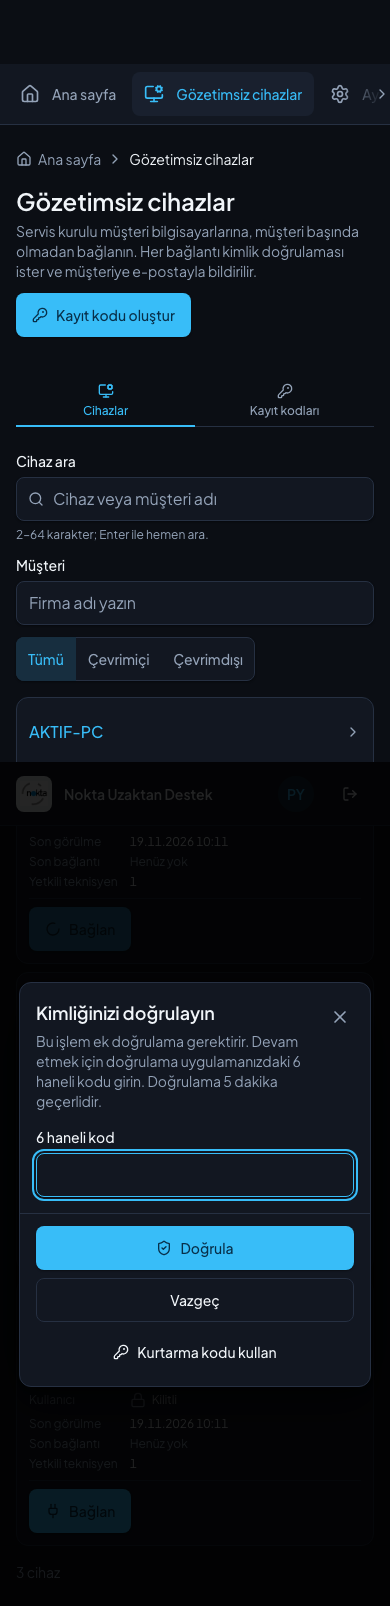 Ana sayfa
Gözetimsiz cihazlar
Ay
Ana sayfa
Gözetimsiz cihazlar
Gözetimsiz cihazlar
Servis kurulu müşteri bilgisayarlarına, müşteri başında
olmadan bağlanın. Her bağlantı kimlik doğrulaması
ister ve müşteriye e-postayla bildirilir.
Kayıt kodu oluştur
Cihazlar
Kayıt kodları
Cihaz ara
Cihaz veya müşteri adı
2–64 karakter; Enter ile hemen ara.
Müşteri
Firma adı yazın
Tümü
Çevrimiçi
Çevrimdışı
AKTIF-PC
nokta
Nokta Uzaktan Destek
PY
Son görülme 19.11.2026 10:11
Son bağlantı Henüz yok
Yetkili teknisyen 1
Bağlan
Kimliğinizi doğrulayın
Bu işlem ek doğrulama gerektirir. Devam
etmek için doğrulama uygulamanızdaki 6
haneli kodu girin. Doğrulama 5 dakika
geçerlidir.
6 haneli kod
Doğrula
Vazgeç
Kurtarma kodu kullan
Kullanıcı Kilitli
Son görülme 19.11.2026 10:11
Son bağlantı Henüz yok
Yetkili teknisyen 1
Bağlan
3 cihaz